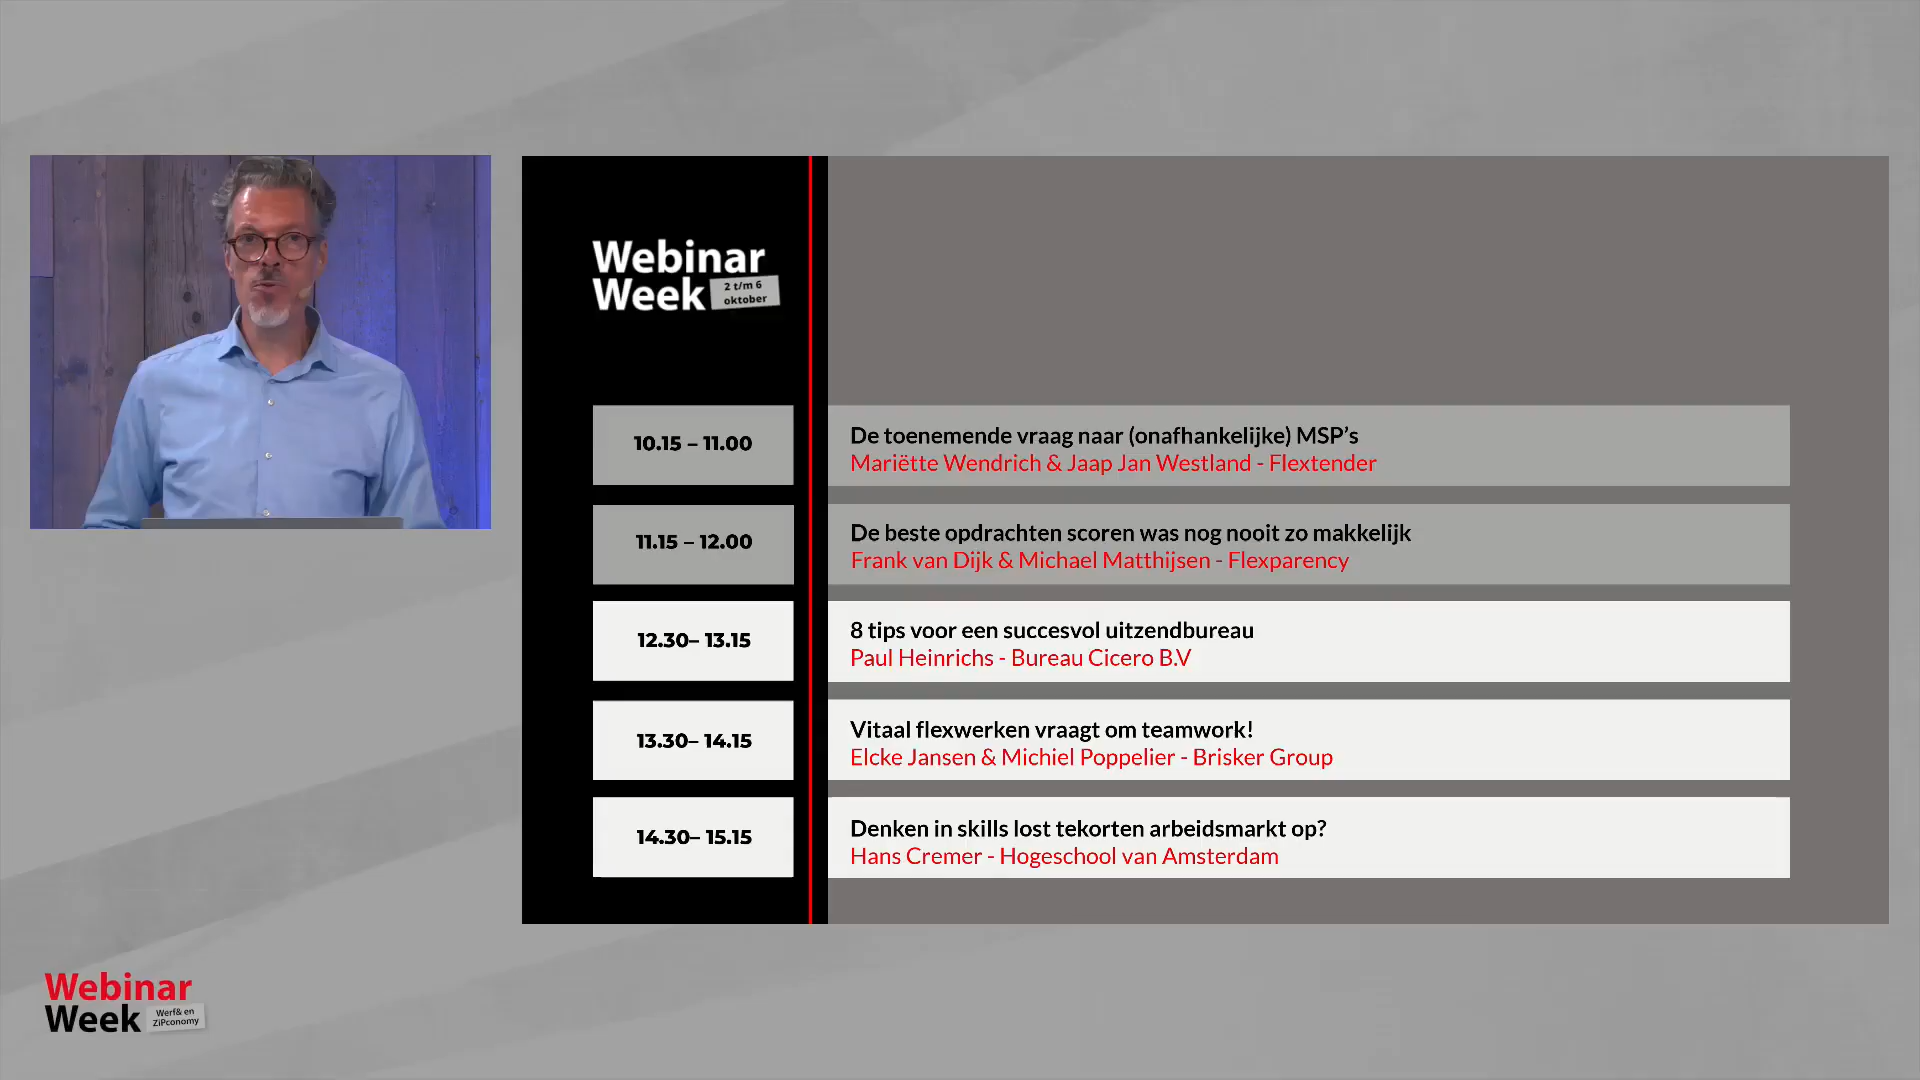 Webinar
Week
2 t/m 6
oktober
10.15 – 11.00
De toenemende vraag naar (onafhankelijke) MSP’s
Mariëtte Wendrich & Jaap Jan Westland - Flextender
11.15 – 12.00
De beste opdrachten scoren was nog nooit zo makkelijk
Frank van Dijk & Michael Matthijsen - Flexparency
12.30– 13.15
8 tips voor een succesvol uitzendbureau
Paul Heinrichs - Bureau Cicero B.V
13.30– 14.15
Vitaal flexwerken vraagt om teamwork!
Elcke Jansen & Michiel Poppelier - Brisker Group
14.30– 15.15
Denken in skills lost tekorten arbeidsmarkt op?
Hans Cremer - Hogeschool van Amsterdam
Webinar
Week
Werf& en
ZiPconomy